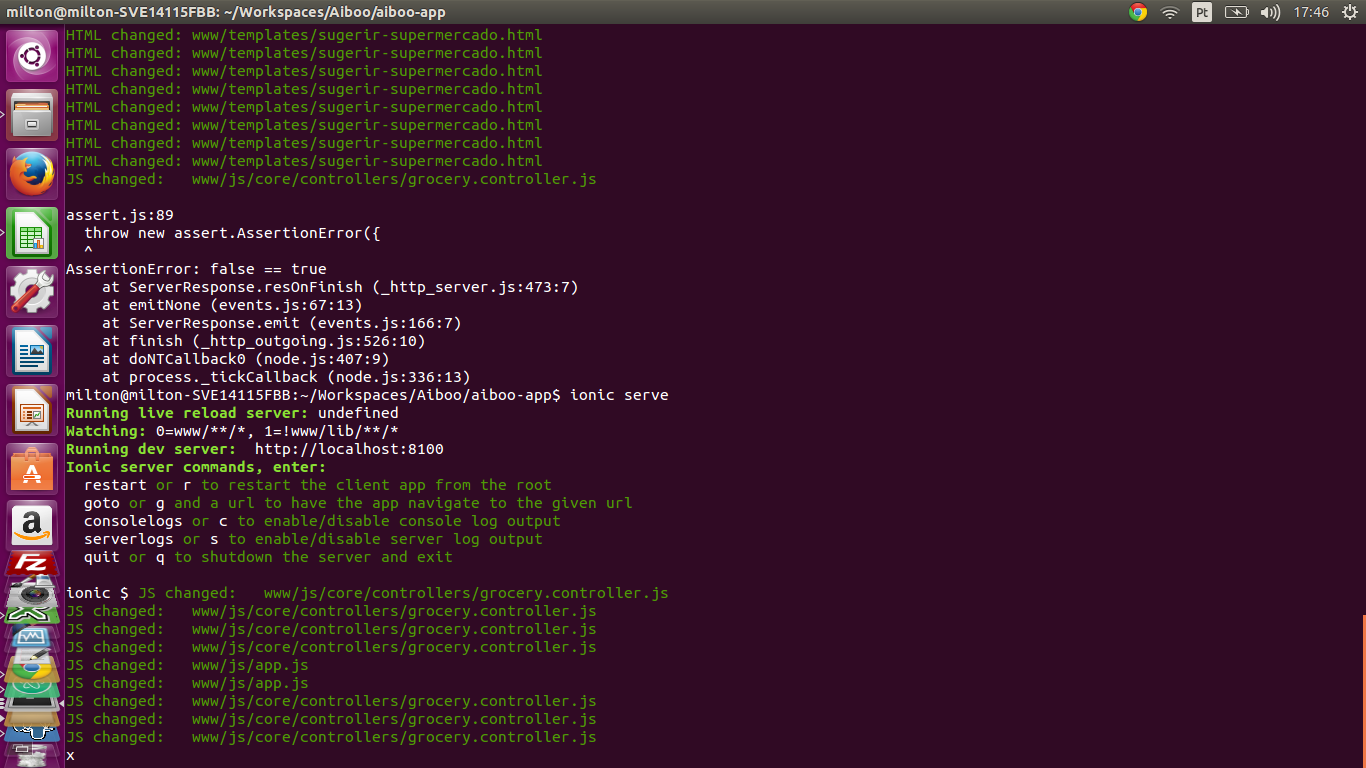 milton@milton-SVE14115FBB: ~/Workspaces/Aiboo/aiboo-app Pt 17:46
HTML changed: www/templates/sugerir-supermercado.html
HTML changed: www/templates/sugerir-supermercado.html
HTML changed: www/templates/sugerir-supermercado.html
HTML changed: www/templates/sugerir-supermercado.html
HTML changed: www/templates/sugerir-supermercado.html
HTML changed: www/templates/sugerir-supermercado.html
HTML changed: www/templates/sugerir-supermercado.html
HTML changed: www/templates/sugerir-supermercado.html
JS changed:   www/js/core/controllers/grocery.controller.js
assert.js:89
  throw new assert.AssertionError({
  ^
AssertionError: false == true
    at ServerResponse.resOnFinish (_http_server.js:473:7)
    at emitNone (events.js:67:13)
    at ServerResponse.emit (events.js:166:7)
    at finish (_http_outgoing.js:526:10)
    at doNTCallback0 (node.js:407:9)
    at process._tickCallback (node.js:336:13)
milton@milton-SVE14115FBB:~/Workspaces/Aiboo/aiboo-app$ ionic serve
Running live reload server: undefined
Watching: 0=www/**/*, 1=!www/lib/**/*
Running dev server:  http://localhost:8100
Ionic server commands, enter:
  restart or r to restart the client app from the root
  goto or g and a url to have the app navigate to the given url
  consolelogs or c to enable/disable console log output
  serverlogs or s to enable/disable server log output
  quit or q to shutdown the server and exit
ionic $ JS changed:   www/js/core/controllers/grocery.controller.js
JS changed:   www/js/core/controllers/grocery.controller.js
JS changed:   www/js/core/controllers/grocery.controller.js
JS changed:   www/js/core/controllers/grocery.controller.js
JS changed:   www/js/app.js
JS changed:   www/js/app.js
JS changed:   www/js/core/controllers/grocery.controller.js
JS changed:   www/js/core/controllers/grocery.controller.js
JS changed:   www/js/core/controllers/grocery.controller.js
x
A
a
FZ